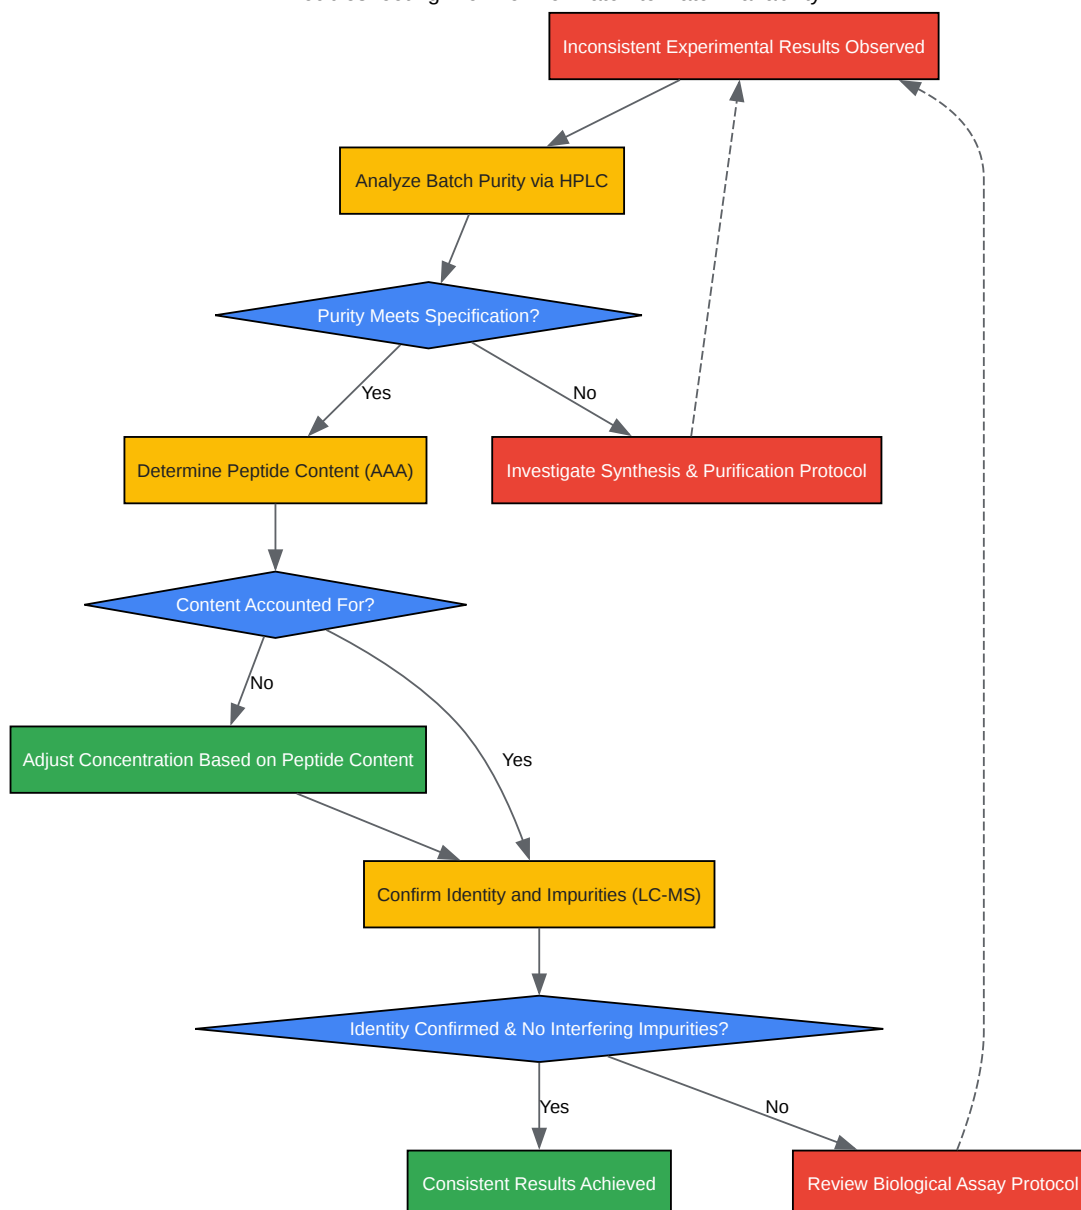 Inconsistent Experimental Results Observed
Analyze Batch Purity via HPLC
Purity Meets Specification?
Yes
No
Determine Peptide Content (AAA)
Investigate Synthesis & Purification Protocol
Content Accounted For?
No
Adjust Concentration Based on Peptide Content
Yes
Confirm Identity and Impurities (LC-MS)
Identity Confirmed & No Interfering Impurities?
Yes
No
Consistent Results Achieved
Review Biological Assay Protocol